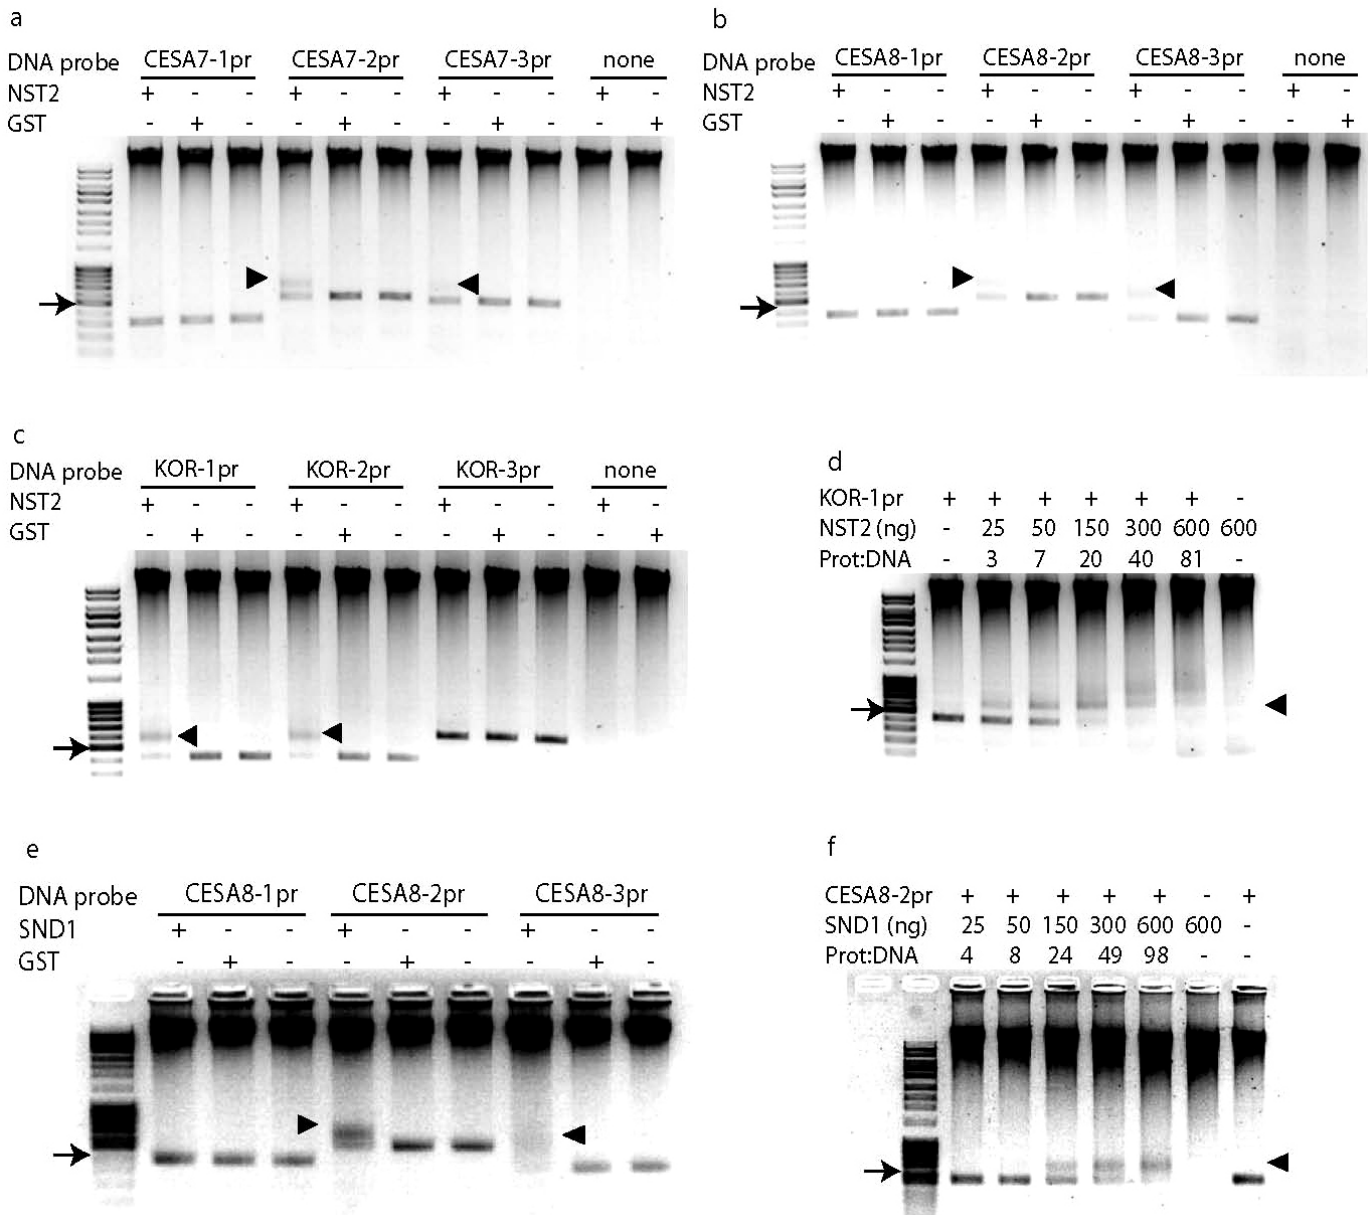 a
DNA probe CESA7-1pr CESA7-2pr CESA7-3pr none
NST2 + - - + - - + - - + -
GST - + - - + - - + - - +
b
DNA probe CESA8-1pr CESA8-2pr CESA8-3pr none
NST2 + - - + - - + - - + -
GST - + - - + - - + - - +
c
DNA probe KOR-1pr KOR-2pr KOR-3pr none
NST2 + - - + - - + - - + -
GST - + - - + - - + - - +
d
KOR-1pr + + + + + + -
NST2 (ng) - 25 50 150 300 600 600
Prot:DNA - 3 7 20 40 81 -
e
DNA probe CESA8-1pr CESA8-2pr CESA8-3pr
SND1 + - - + - - + - -
GST - + - - + - - + -
f
CESA8-2pr + + + + + - +
SND1 (ng) 25 50 150 300 600 600 -
Prot:DNA 4 8 24 49 98 - -